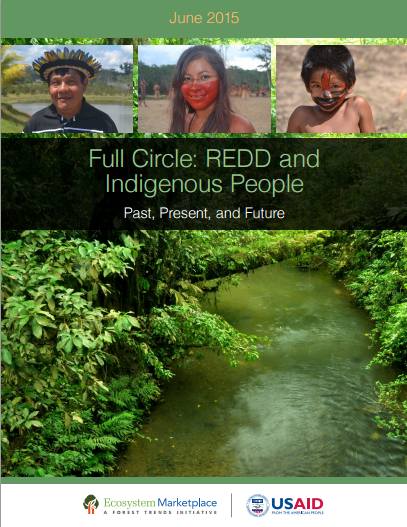 June 2015
Full Circle: REDD and
Indigenous People
Past, Present, and Future
Ecosystem Marketplace
A FOREST TRENDS INITIATIVE
USAID
FROM THE AMERICAN PEOPLE